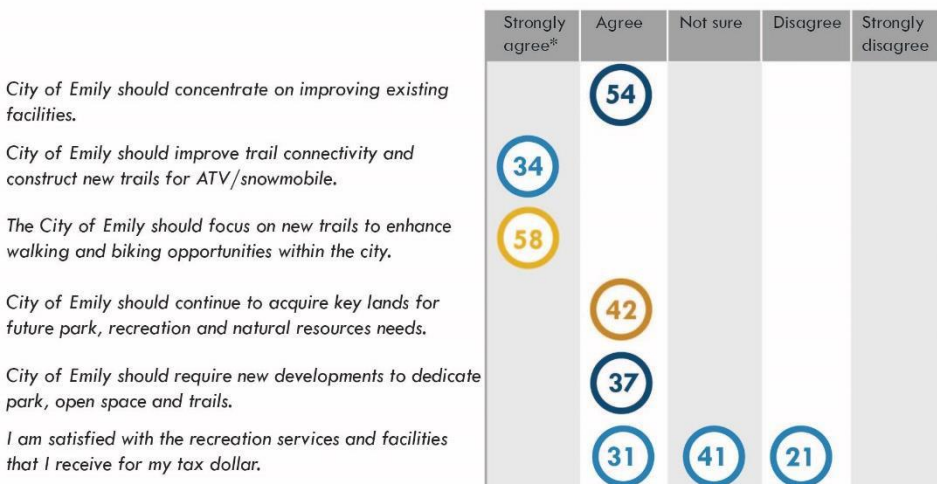 Strongly agree*
Agree
Not sure
Disagree
Strongly disagree
City of Emily should concentrate on improving existing
facilities.
54
City of Emily should improve trail connectivity and
construct new trails for ATV/snowmobile.
34
The City of Emily should focus on new trails to enhance
walking and biking opportunities within the city.
58
City of Emily should continue to acquire key lands for
future park, recreation and natural resources needs.
42
City of Emily should require new developments to dedicate
park, open space and trails.
37
I am satisfied with the recreation services and facilities
that I receive for my tax dollar.
31 41 21